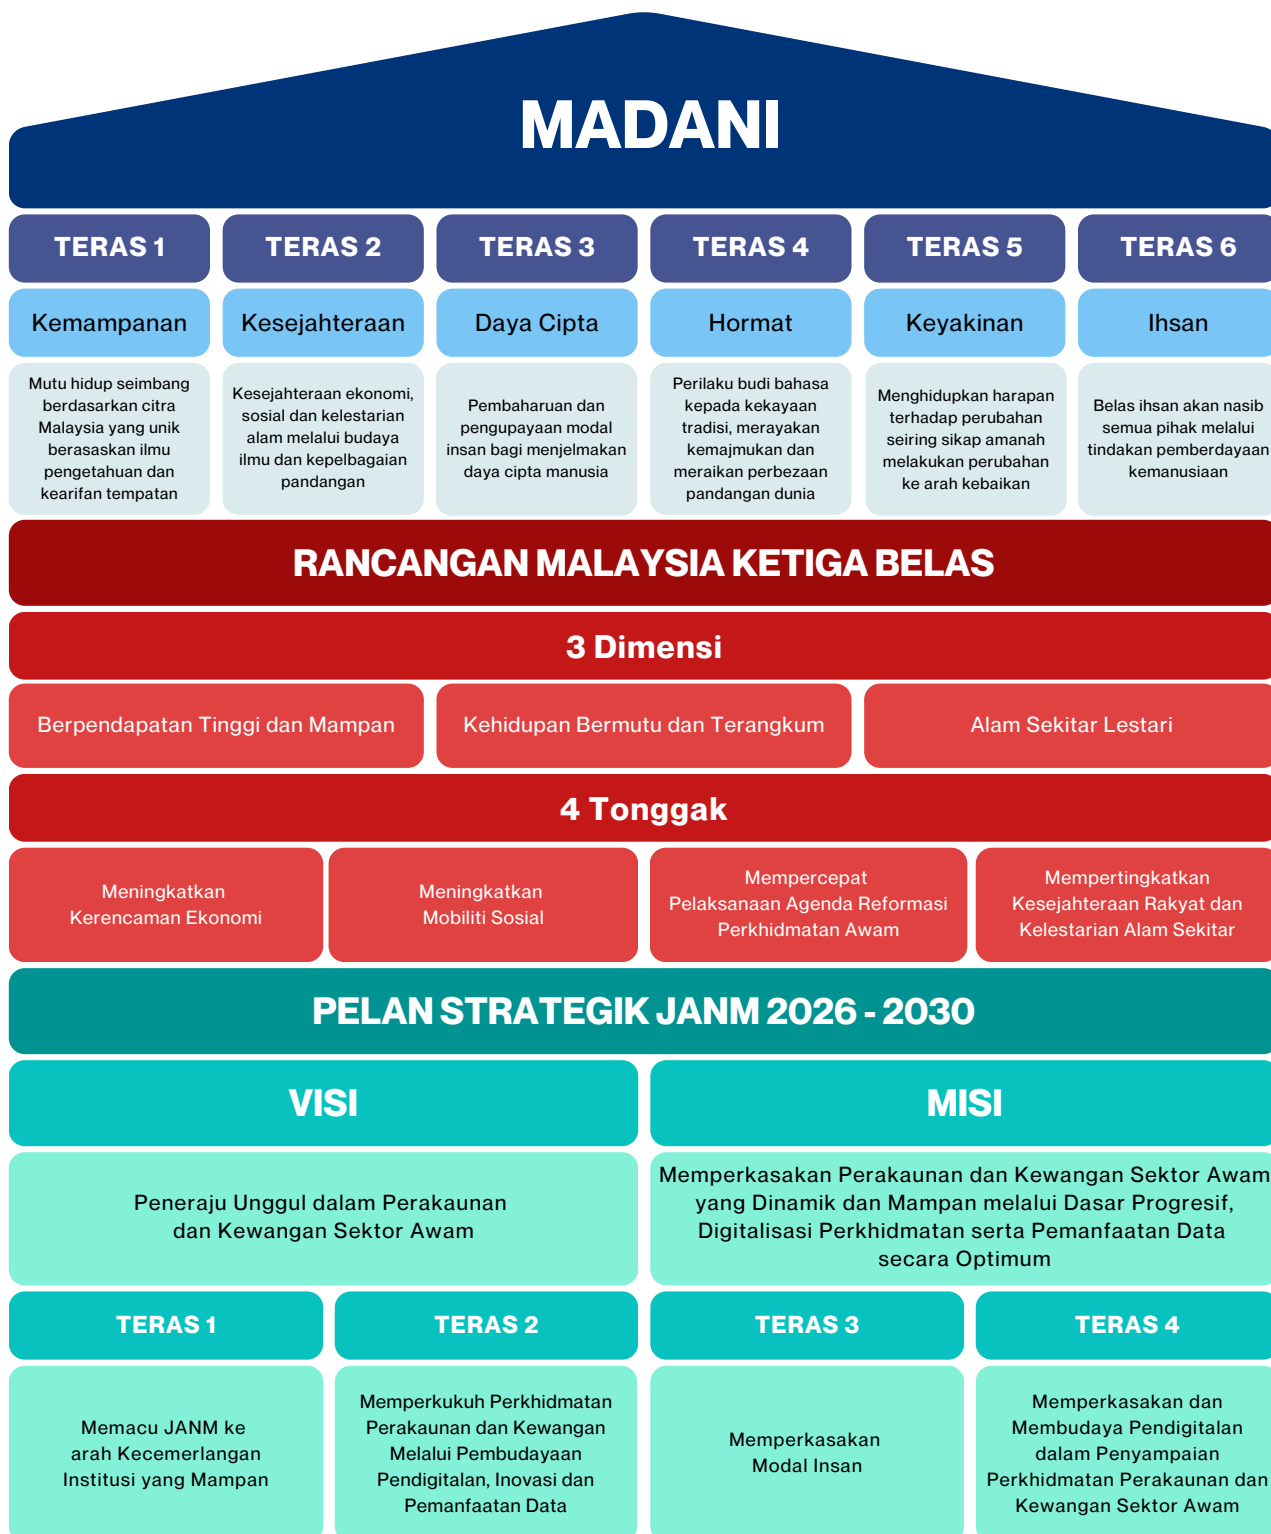 MADANI
TERAS 1
TERAS 2
TERAS 3
TERAS 4
TERAS 5
TERAS 6
Kemampanan
Kesejahteraan
Daya Cipta
Hormat
Keyakinan
Ihsan
Mutu hidup seimbang
berdasarkan citra
Malaysia yang unik
berasaskan ilmu
pengetahuan dan
kearifan tempatan
Kesejahteraan ekonomi,
sosial dan kelestarian
alam melalui budaya
ilmu dan kepelbagaian
pandangan
Pembaharuan dan
pengupayaan modal
insan bagi menjelmakan
daya cipta manusia
Perilaku budi bahasa
kepada kekayaan
tradisi, merayakan
kemajmukan dan
meraikan perbezaan
pandangan dunia
Menghidupkan harapan
terhadap perubahan
seiring sikap amanah
melakukan perubahan
ke arah kebaikan
Belas ihsan akan nasib
semua pihak melalui
tindakan pemberdayaan
kemanusiaan
RANCANGAN MALAYSIA KETIGA BELAS
3 Dimensi
Berpendapatan Tinggi dan Mampan
Kehidupan Bermutu dan Terangkum
Alam Sekitar Lestari
4 Tonggak
Meningkatkan
Kerencaman Ekonomi
Meningkatkan
Mobiliti Sosial
Mempercepat
Pelaksanaan Agenda Reformasi
Perkhidmatan Awam
Mempertingkatkan
Kesejahteraan Rakyat dan
Kelestarian Alam Sekitar
PELAN STRATEGIK JANM 2026 - 2030
VISI
MISI
Peneraju Unggul dalam Perakaunan
dan Kewangan Sektor Awam
Memperkasakan Perakaunan dan Kewangan Sektor Awam
yang Dinamik dan Mampan melalui Dasar Progresif,
Digitalisasi Perkhidmatan serta Pemanfaatan Data
secara Optimum
TERAS 1
TERAS 2
TERAS 3
TERAS 4
Memacu JANM ke
arah Kecemerlangan
Institusi yang Mampan
Memperkukuh Perkhidmatan
Perakaunan dan Kewangan
Melalui Pembudayaan
Pendigitalan, Inovasi dan
Pemanfaatan Data
Memperkasakan
Modal Insan
Memperkasakan dan
Membudaya Pendigitalan
dalam Penyampaian
Perkhidmatan Perakaunan dan
Kewangan Sektor Awam